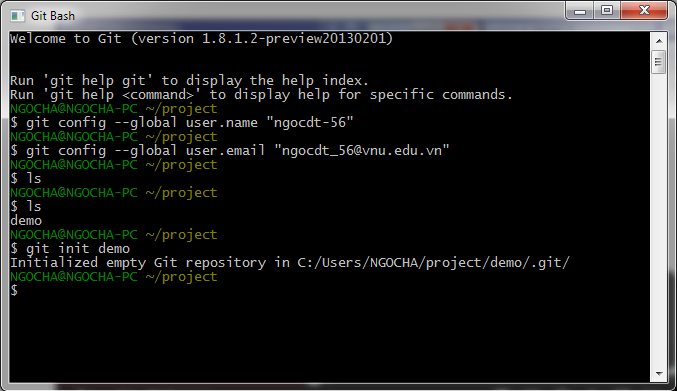 Git Bash
Welcome to Git (version 1.8.1.2-preview20130201)
Run 'git help git' to display the help index.
Run 'git help <command>' to display help for specific commands.
NGOCHA@NGOCHA-PC ~/project
$ git config --global user.name "ngocdt-56"
NGOCHA@NGOCHA-PC ~/project
$ git config --global user.email "ngocdt_56@vnu.edu.vn"
NGOCHA@NGOCHA-PC ~/project
$ ls
NGOCHA@NGOCHA-PC ~/project
$ ls
demo
NGOCHA@NGOCHA-PC ~/project
$ git init demo
Initialized empty Git repository in C:/Users/NGOCHA/project/demo/.git/
NGOCHA@NGOCHA-PC ~/project
$